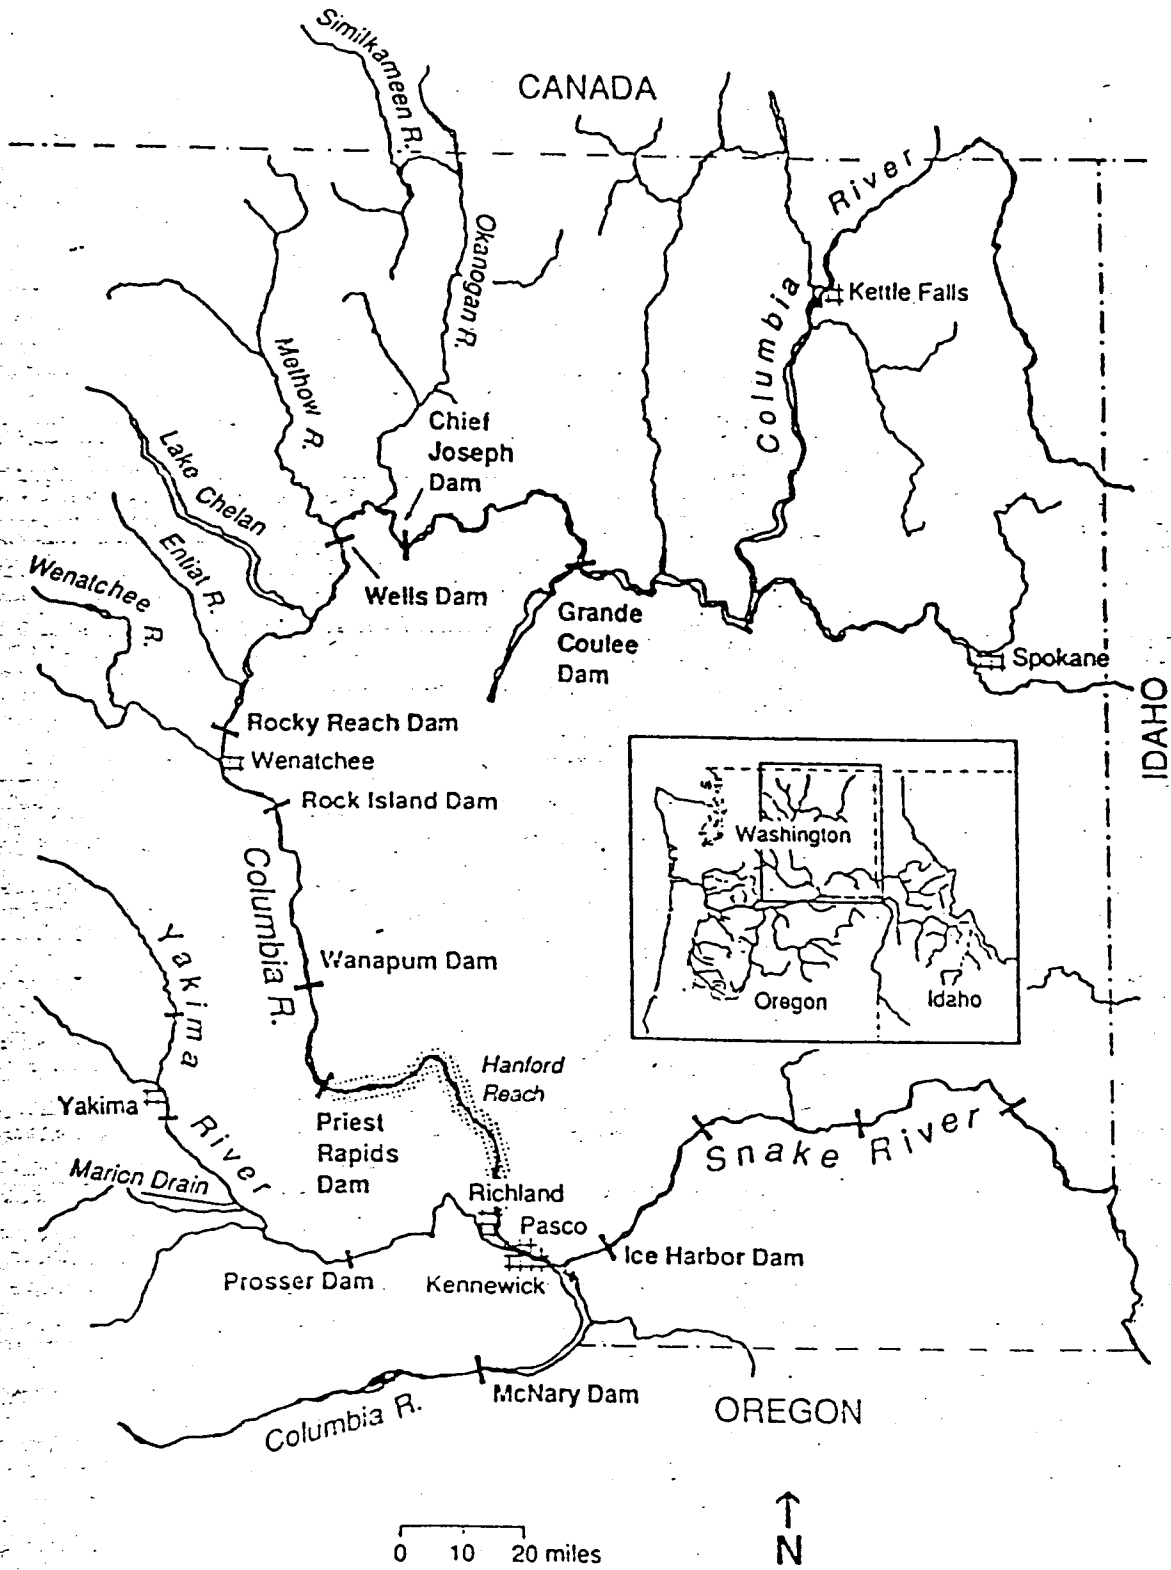 Similkameen R.
CANADA
River
Okanogan R.
Columbia
Kettle Falls
Methow R.
Chief
Joseph
Dam
Lake Chelan
Entiat R.
Wenatchee
R.
Wells Dam
Grande
Coulee
Dam
Spokane
IDAHO
Rocky Reach Dam
Wenatchee
Rock Island Dam
Washington
Oregon
Idaho
Columbia R.
Yakima
River
Wanapum Dam
Hanford
Reach
Yakima
Priest
Rapids
Dam
Snake River
Marion Drain
Richland
Pasco
Ice Harbor Dam
Prosser Dam
Kennewick
McNary Dam
Columbia R.
OREGON
0 10 20 miles
N